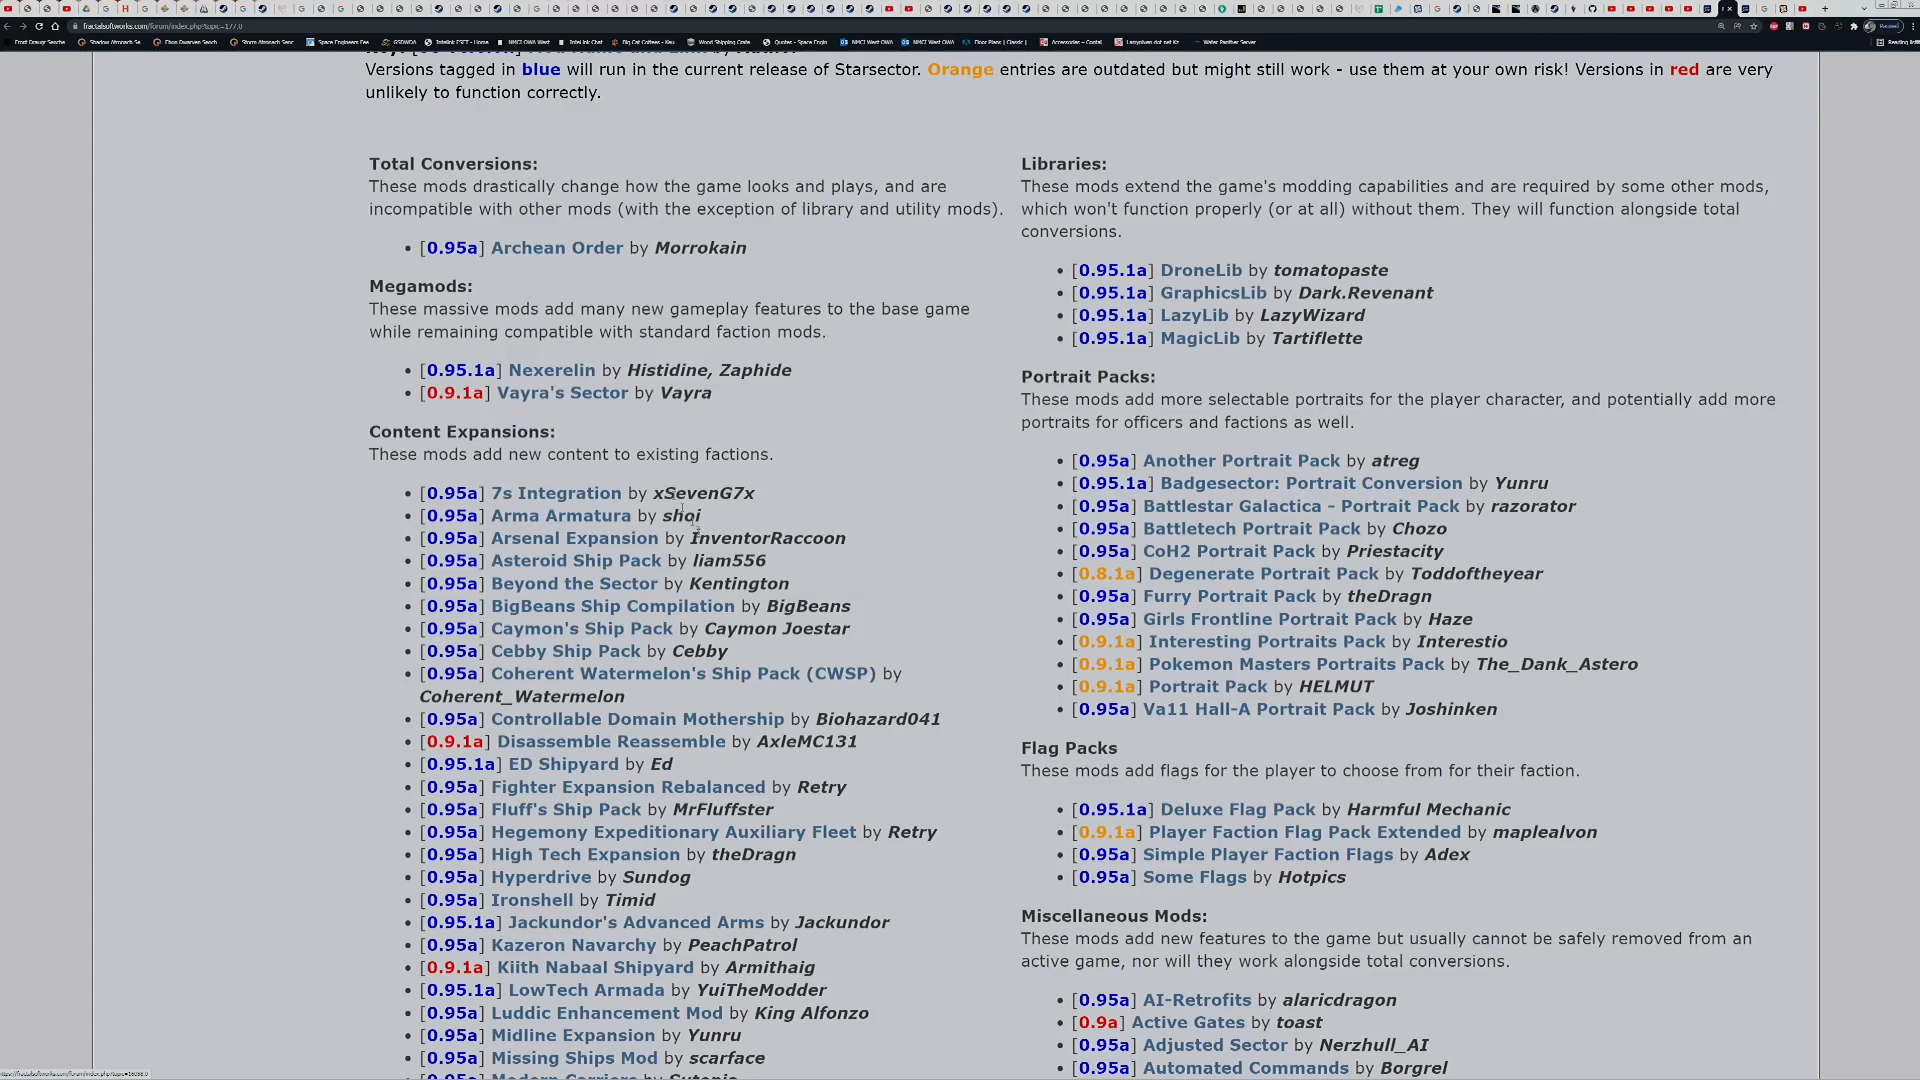 fractalsoftworks.com/forum/index.php?topic=177.0
Versions tagged in blue will run in the current release of Starsector. Orange entries are outdated but might still work - use them at your own risk! Versions in red are very
unlikely to function correctly.
Total Conversions:
These mods drastically change how the game looks and plays, and are
incompatible with other mods (with the exception of library and utility mods).
• [0.95a] Archean Order by Morrokain
Megamods:
These massive mods add many new gameplay features to the base game
while remaining compatible with standard faction mods.
• [0.95.1a] Nexerelin by Histidine, Zaphide
• [0.9.1a] Vayra's Sector by Vayra
Content Expansions:
These mods add new content to existing factions.
• [0.95a] 7s Integration by xSevenG7x
• [0.95a] Arma Armatura by shoi
• [0.95a] Arsenal Expansion by InventorRaccoon
• [0.95a] Asteroid Ship Pack by liam556
• [0.95a] Beyond the Sector by Kentington
• [0.95a] BigBeans Ship Compilation by BigBeans
• [0.95a] Caymon's Ship Pack by Caymon Joestar
• [0.95a] Cebby Ship Pack by Cebby
• [0.95a] Coherent Watermelon's Ship Pack (CWSP) by
Coherent_Watermelon
• [0.95a] Controllable Domain Mothership by Biohazard041
• [0.9.1a] Disassemble Reassemble by AxleMC131
• [0.95.1a] ED Shipyard by Ed
• [0.95a] Fighter Expansion Rebalanced by Retry
• [0.95a] Fluff's Ship Pack by MrFluffster
• [0.95a] Hegemony Expeditionary Auxiliary Fleet by Retry
• [0.95a] High Tech Expansion by theDragn
• [0.95a] Hyperdrive by Sundog
• [0.95a] Ironshell by Timid
• [0.95.1a] Jackundor's Advanced Arms by Jackundor
• [0.95a] Kazeron Navarchy by PeachPatrol
• [0.9.1a] Kiith Nabaal Shipyard by Armithaig
• [0.95.1a] LowTech Armada by YuiTheModder
• [0.95a] Luddic Enhancement Mod by King Alfonzo
• [0.95a] Midline Expansion by Yunru
• [0.95a] Missing Ships Mod by scarface
Libraries:
These mods extend the game's modding capabilities and are required by some other mods,
which won't function properly (or at all) without them. They will function alongside total
conversions.
• [0.95.1a] DroneLib by tomatopaste
• [0.95.1a] GraphicsLib by Dark.Revenant
• [0.95.1a] LazyLib by LazyWizard
• [0.95.1a] MagicLib by Tartiflette
Portrait Packs:
These mods add more selectable portraits for the player character, and potentially add more
portraits for officers and factions as well.
• [0.95a] Another Portrait Pack by atreg
• [0.95.1a] Badgesector: Portrait Conversion by Yunru
• [0.95a] Battlestar Galactica - Portrait Pack by razorator
• [0.95a] Battletech Portrait Pack by Chozo
• [0.95a] CoH2 Portrait Pack by Priestacity
• [0.8.1a] Degenerate Portrait Pack by Toddoftheyear
• [0.95a] Furry Portrait Pack by theDragn
• [0.95a] Girls Frontline Portrait Pack by Haze
• [0.9.1a] Interesting Portraits Pack by Interestio
• [0.9.1a] Pokemon Masters Portraits Pack by The_Dank_Astero
• [0.9.1a] Portrait Pack by HELMUT
• [0.95a] Va11 Hall-A Portrait Pack by Joshinken
Flag Packs
These mods add flags for the player to choose from for their faction.
• [0.95.1a] Deluxe Flag Pack by Harmful Mechanic
• [0.9.1a] Player Faction Flag Pack Extended by maplealvon
• [0.95a] Simple Player Faction Flags by Adex
• [0.95a] Some Flags by Hotpics
Miscellaneous Mods:
These mods add new features to the game but usually cannot be safely removed from an
active game, nor will they work alongside total conversions.
• [0.95a] AI-Retrofits by alaricdragon
• [0.9a] Active Gates by toast
• [0.95a] Adjusted Sector by Nerzhull_AI
• [0.95a] Automated Commands by Borgrel